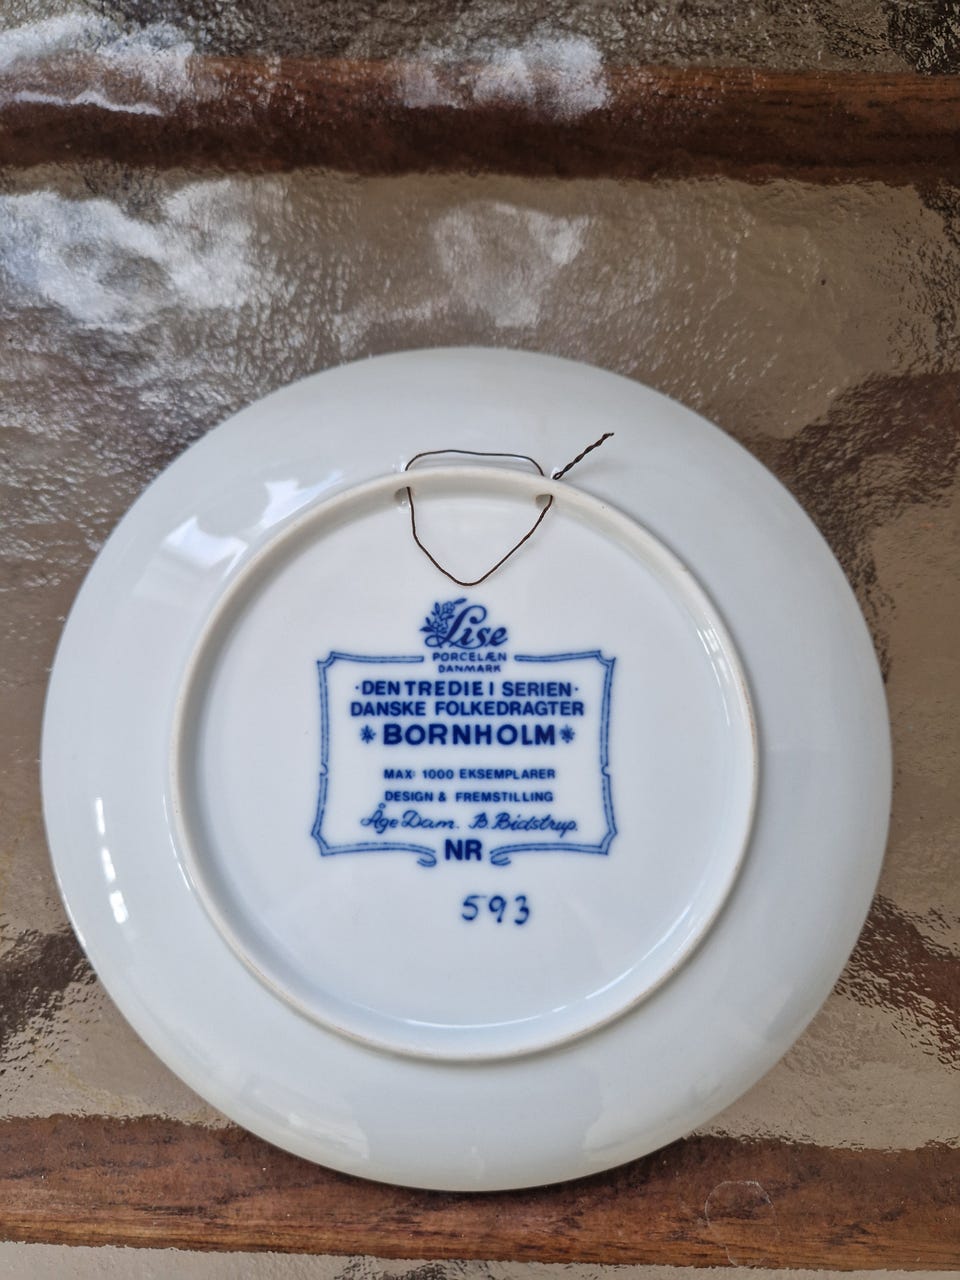 Lise
PORCELÆN
DANMARK
·DEN TREDIE I SERIEN·
DANSKE FOLKEDRAGTER
*BORNHOLM*
MAX: 1000 EKSEMPLARER
DESIGN & FREMSTILLING
Åge Dam. B. Bidstrup.
NR
593